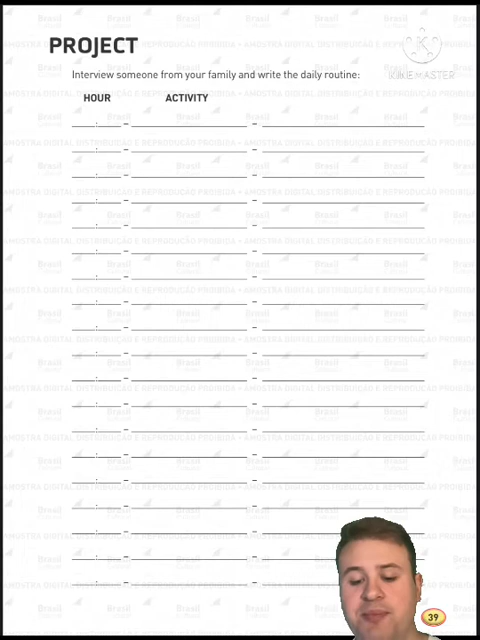 PROJECT
Interview someone from your family and write the daily routine:
KINEMASTER
HOUR ACTIVITY
AMOSTRA DIGITAL DISTRIBUIÇÃO E REPRODUÇÃO PROIBIDA
Brasil
39